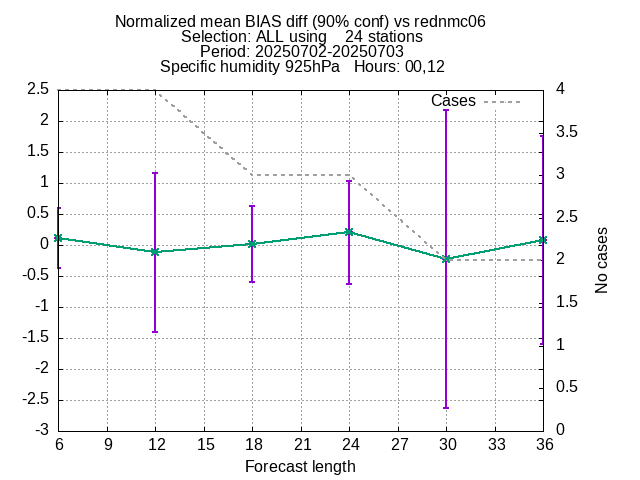 Normalized mean BIAS diff (90% conf) vs rednmc06
Selection: ALL using    24 stations
Period: 20250702-20250703
Specific humidity 925hPa   Hours: 00,12
Cases
2.5
2
1.5
1
0.5
0
-0.5
-1
-1.5
-2
-2.5
-3
4
3.5
3
2.5
2
1.5
1
0.5
0
No cases
6 9 12 15 18 21 24 27 30 33 36
Forecast length